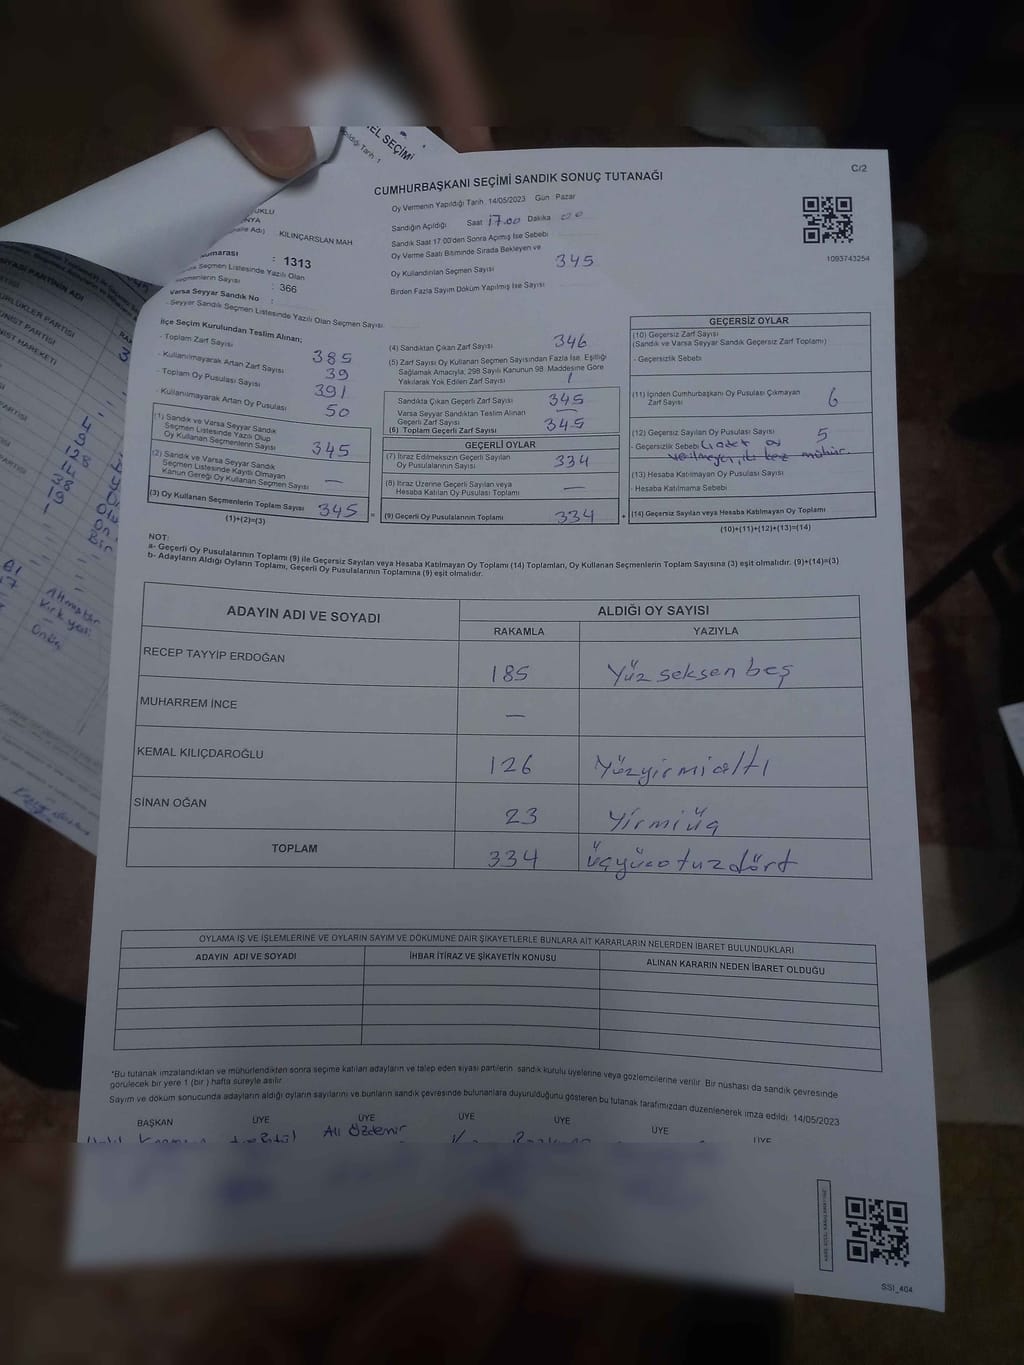 EL SEÇİMİ
C/2
CUMHURBAŞKANI SEÇİMİ SANDIK SONUÇ TUTANAĞI
Oy Vermenin Yapıldığı Tarih 14/05/2023 Gün Pazar
Sandığın Açıldığı Saat 17.00 Dakika 00
Sandık Saat 17:00'den Sonra Açımış İse Sebebi
Oy Verme Saati Bitiminde Sırada Bekleyen ve
Oy Kullandırılan Seçmen Sayısı 345
Birden Fazla Sayım Döküm Yapılmış İse Sayısı
1093743254
UKLU
NYA
KILINÇARSLAN MAH
umarası : 1313
Seçmen Listesinde Yazılı Olan
Seçmenlerin Sayısı : 366
Varsa Seyyar Sandık No :
Seyyar Sandık Seçmen Listesinde Yazılı Olan Seçmen Sayısı
İlçe Seçim Kurulundan Teslim Alınan;
- Toplam Zarf Sayısı 385
- Kullanılmayarak Artan Zarf Sayısı 39
- Toplam Oy Pusulası Sayısı 391
- Kullanılmayarak Artan Oy Pusulası 50
(1) Sandık ve Varsa Seyyar Sandık
Seçmen Listesinde Yazılı Olup
Oy Kullanan Seçmenlerin Sayısı 345
(2) Sandık ve Varsa Seyyar Sandık
Seçmen Listesinde Kayıtlı Olmayan
Kanun Gereği Oy Kullanan Seçmen Sayısı —
(3) Oy Kullanan Seçmenlerin Toplam Sayısı 345 =
(1)+(2)=(3)
(4) Sandıktan Çıkan Zarf Sayısı 346
(5) Zarf Sayısı Oy Kullanan Seçmen Sayısından Fazla İse. Eşitliği
Sağlamak Amacıyla, 298 Sayılı Kanunun 98. Maddesine Göre
Yakılarak Yok Edilen Zarf Sayısı 1
Sandıkta Çıkan Geçerli Zarf Sayısı 345
Varsa Seyyar Sandıktan Teslim Alınan
Geçerli Zarf Sayısı —
(6) Toplam Geçerli Zarf Sayısı 345
GEÇERLİ OYLAR
(7) İtiraz Edilmeksizin Geçerli Sayılan
Oy Pusulalarının Sayısı 334
(8) İtiraz Üzerine Geçerli Sayılan veya
Hesaba Katılan Oy Pusulası Toplamı —
(9) Geçerli Oy Pusulalarının Toplamı 334 +
GEÇERSİZ OYLAR
(10) Geçersiz Zarf Sayısı
(Sandık ve Varsa Seyyar Sandık Geçersiz Zarf Toplamı)
- Geçersizlik Sebebi
(11) İçinden Cumhurbaşkanı Oy Pusulası Çıkmayan
Zarf Sayısı 6
(12) Geçersiz Sayılan Oy Pusulası Sayısı 5
- Geçersizlik Sebebi adet oy
verilmeyen, iki kez mühür.
(13) Hesaba Katılmayan Oy Pusulası Sayısı
- Hesaba Katılmama Sebebi
(14) Geçersiz Sayılan veya Hesaba Katılmayan Oy Toplamı
(10)+(11)+(12)+(13)=(14)
NOT:
a- Geçerli Oy Pusulalarının Toplamı (9) ile Geçersiz Sayılan veya Hesaba Katılmayan Oy Toplamı (14) Toplamları, Oy Kullanan Seçmenlerin Toplam Sayısına (3) eşit olmalıdır. (9)+(14)=(3)
b- Adayların Aldığı Oyların Toplamı, Geçerli Oy Pusulalarının Toplamına (9) eşit olmalıdır.
ADAYIN ADI VE SOYADI ALDIĞI OY SAYISI
RAKAMLA YAZIYLA
RECEP TAYYİP ERDOĞAN 185 Yüz seksen beş
MUHARREM İNCE —
KEMAL KILIÇDAROĞLU 126 Yüzyirmialtı
SİNAN OĞAN 23 Yirmiüç
TOPLAM 334 üçyüzotuzdört
OYLAMA İŞ VE İŞLEMLERİNE VE OYLARIN SAYIM VE DÖKÜMÜNE DAİR ŞİKAYETLERLE BUNLARA AİT KARARLARIN NELERDEN İBARET BULUNDUKLARI
ADAYIN ADI VE SOYADI İHBAR İTİRAZ VE ŞİKAYETİN KONUSU ALINAN KARARIN NEDEN İBARET OLDUĞU
*Bu tutanak imzalandıktan ve mühürlendikten sonra seçime katılan adayların ve talep eden siyasi partilerin sandık kurulu üyelerine veya gözlemcilerine verilir. Bir nushası da sandık çevresinde
görülecek bir yere 1 (bir) hafta süreyle asılır
Sayım ve döküm sonucunda adayların aldığı oyların sayılarını ve bunların sandık çevresinde bulunanlara duyurulduğunu gösteren bu tutanak tarafımızdan düzenlenerek imza edildi. 14/05/2023
BAŞKAN ÜYE ÜYE ÜYE ÜYE ÜYE ÜYE
Ali Özdemir
SS1_404